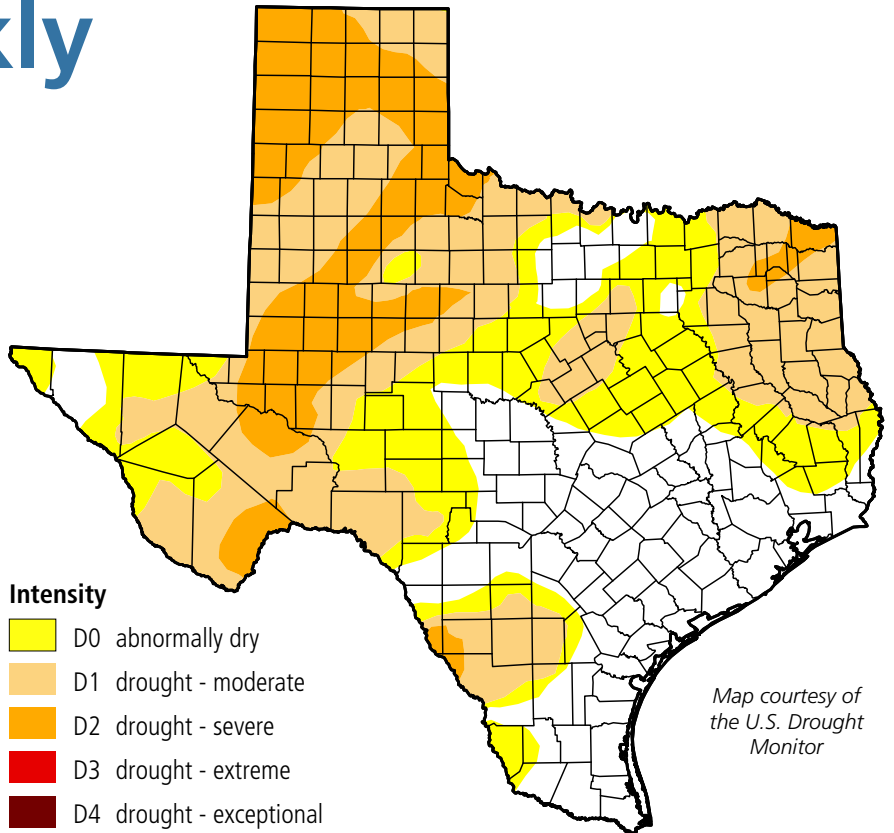 kly
Intensity
D0 abnormally dry
D1 drought - moderate
D2 drought - severe
D3 drought - extreme
D4 drought - exceptional
Map courtesy of
the U.S. Drought
Monitor